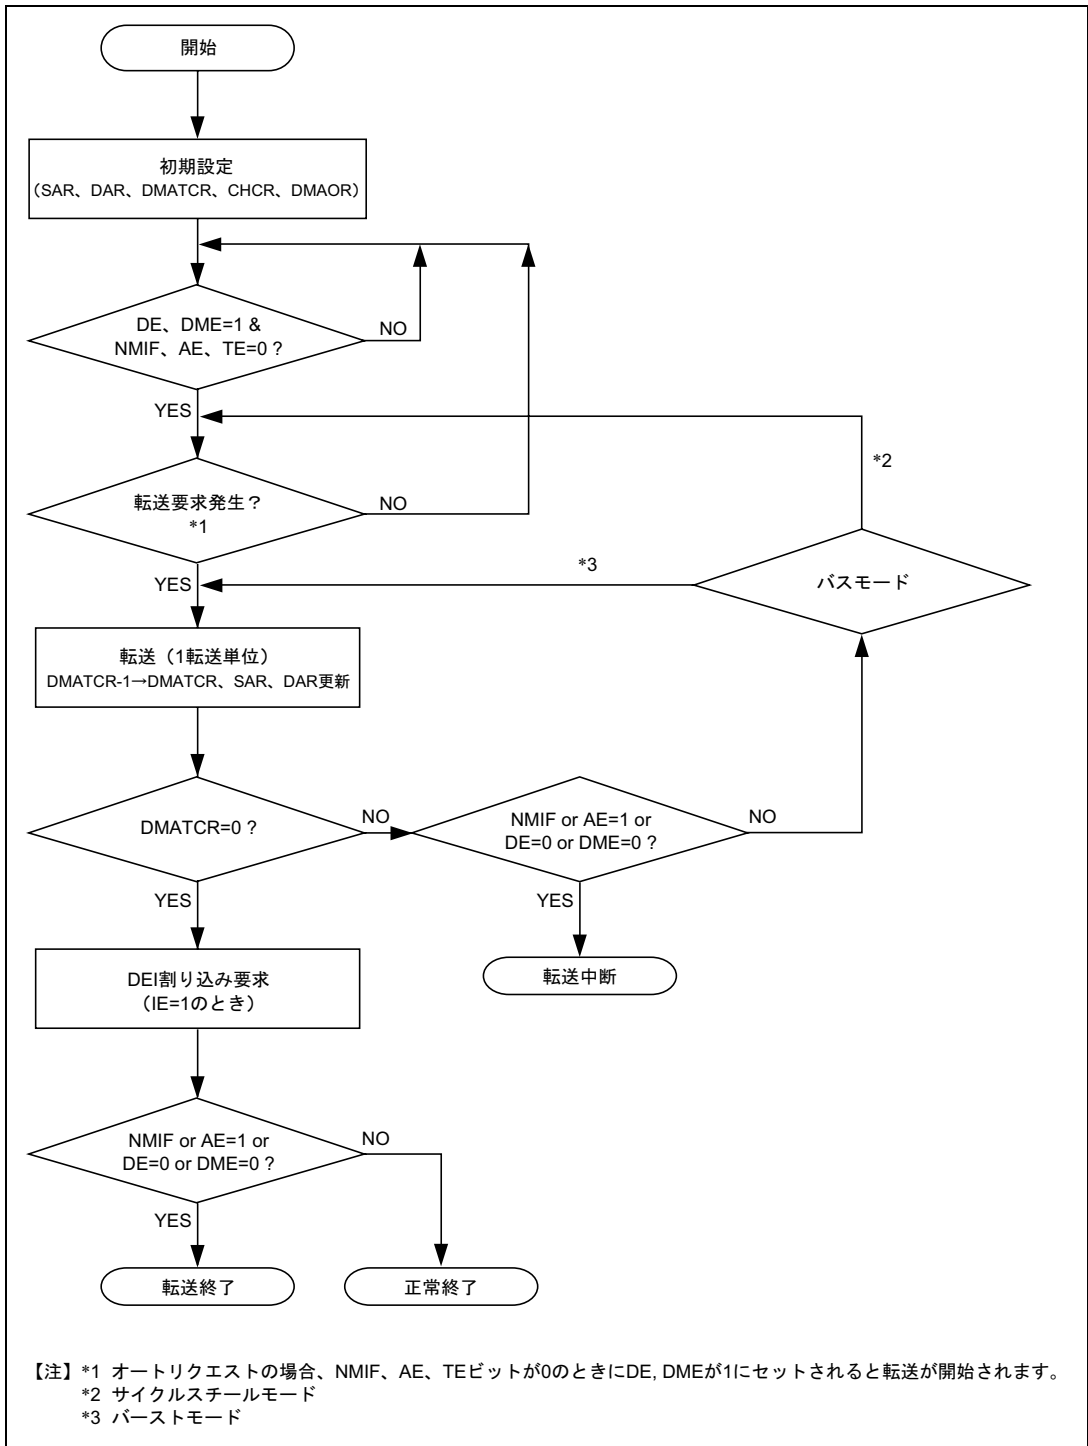 開始
初期設定
（SAR、DAR、DMATCR、CHCR、DMAOR）
DE、DME=1 &
NMIF、AE、TE=0 ?
NO
YES
*2
転送要求発生？
*1
NO
YES
*3
バスモード
転送（1転送単位）
DMATCR-1→DMATCR、SAR、DAR更新
DMATCR=0 ?
NO
NMIF or AE=1 or
DE=0 or DME=0 ?
NO
YES
YES
DEI割り込み要求
（IE=1のとき）
転送中断
NMIF or AE=1 or
DE=0 or DME=0 ?
NO
YES
転送終了
正常終了
【注】*1 オートリクエストの場合、NMIF、AE、TEビットが0のときにDE, DMEが1にセットされると転送が開始されます。
*2 サイクルスチールモード
*3 バーストモード